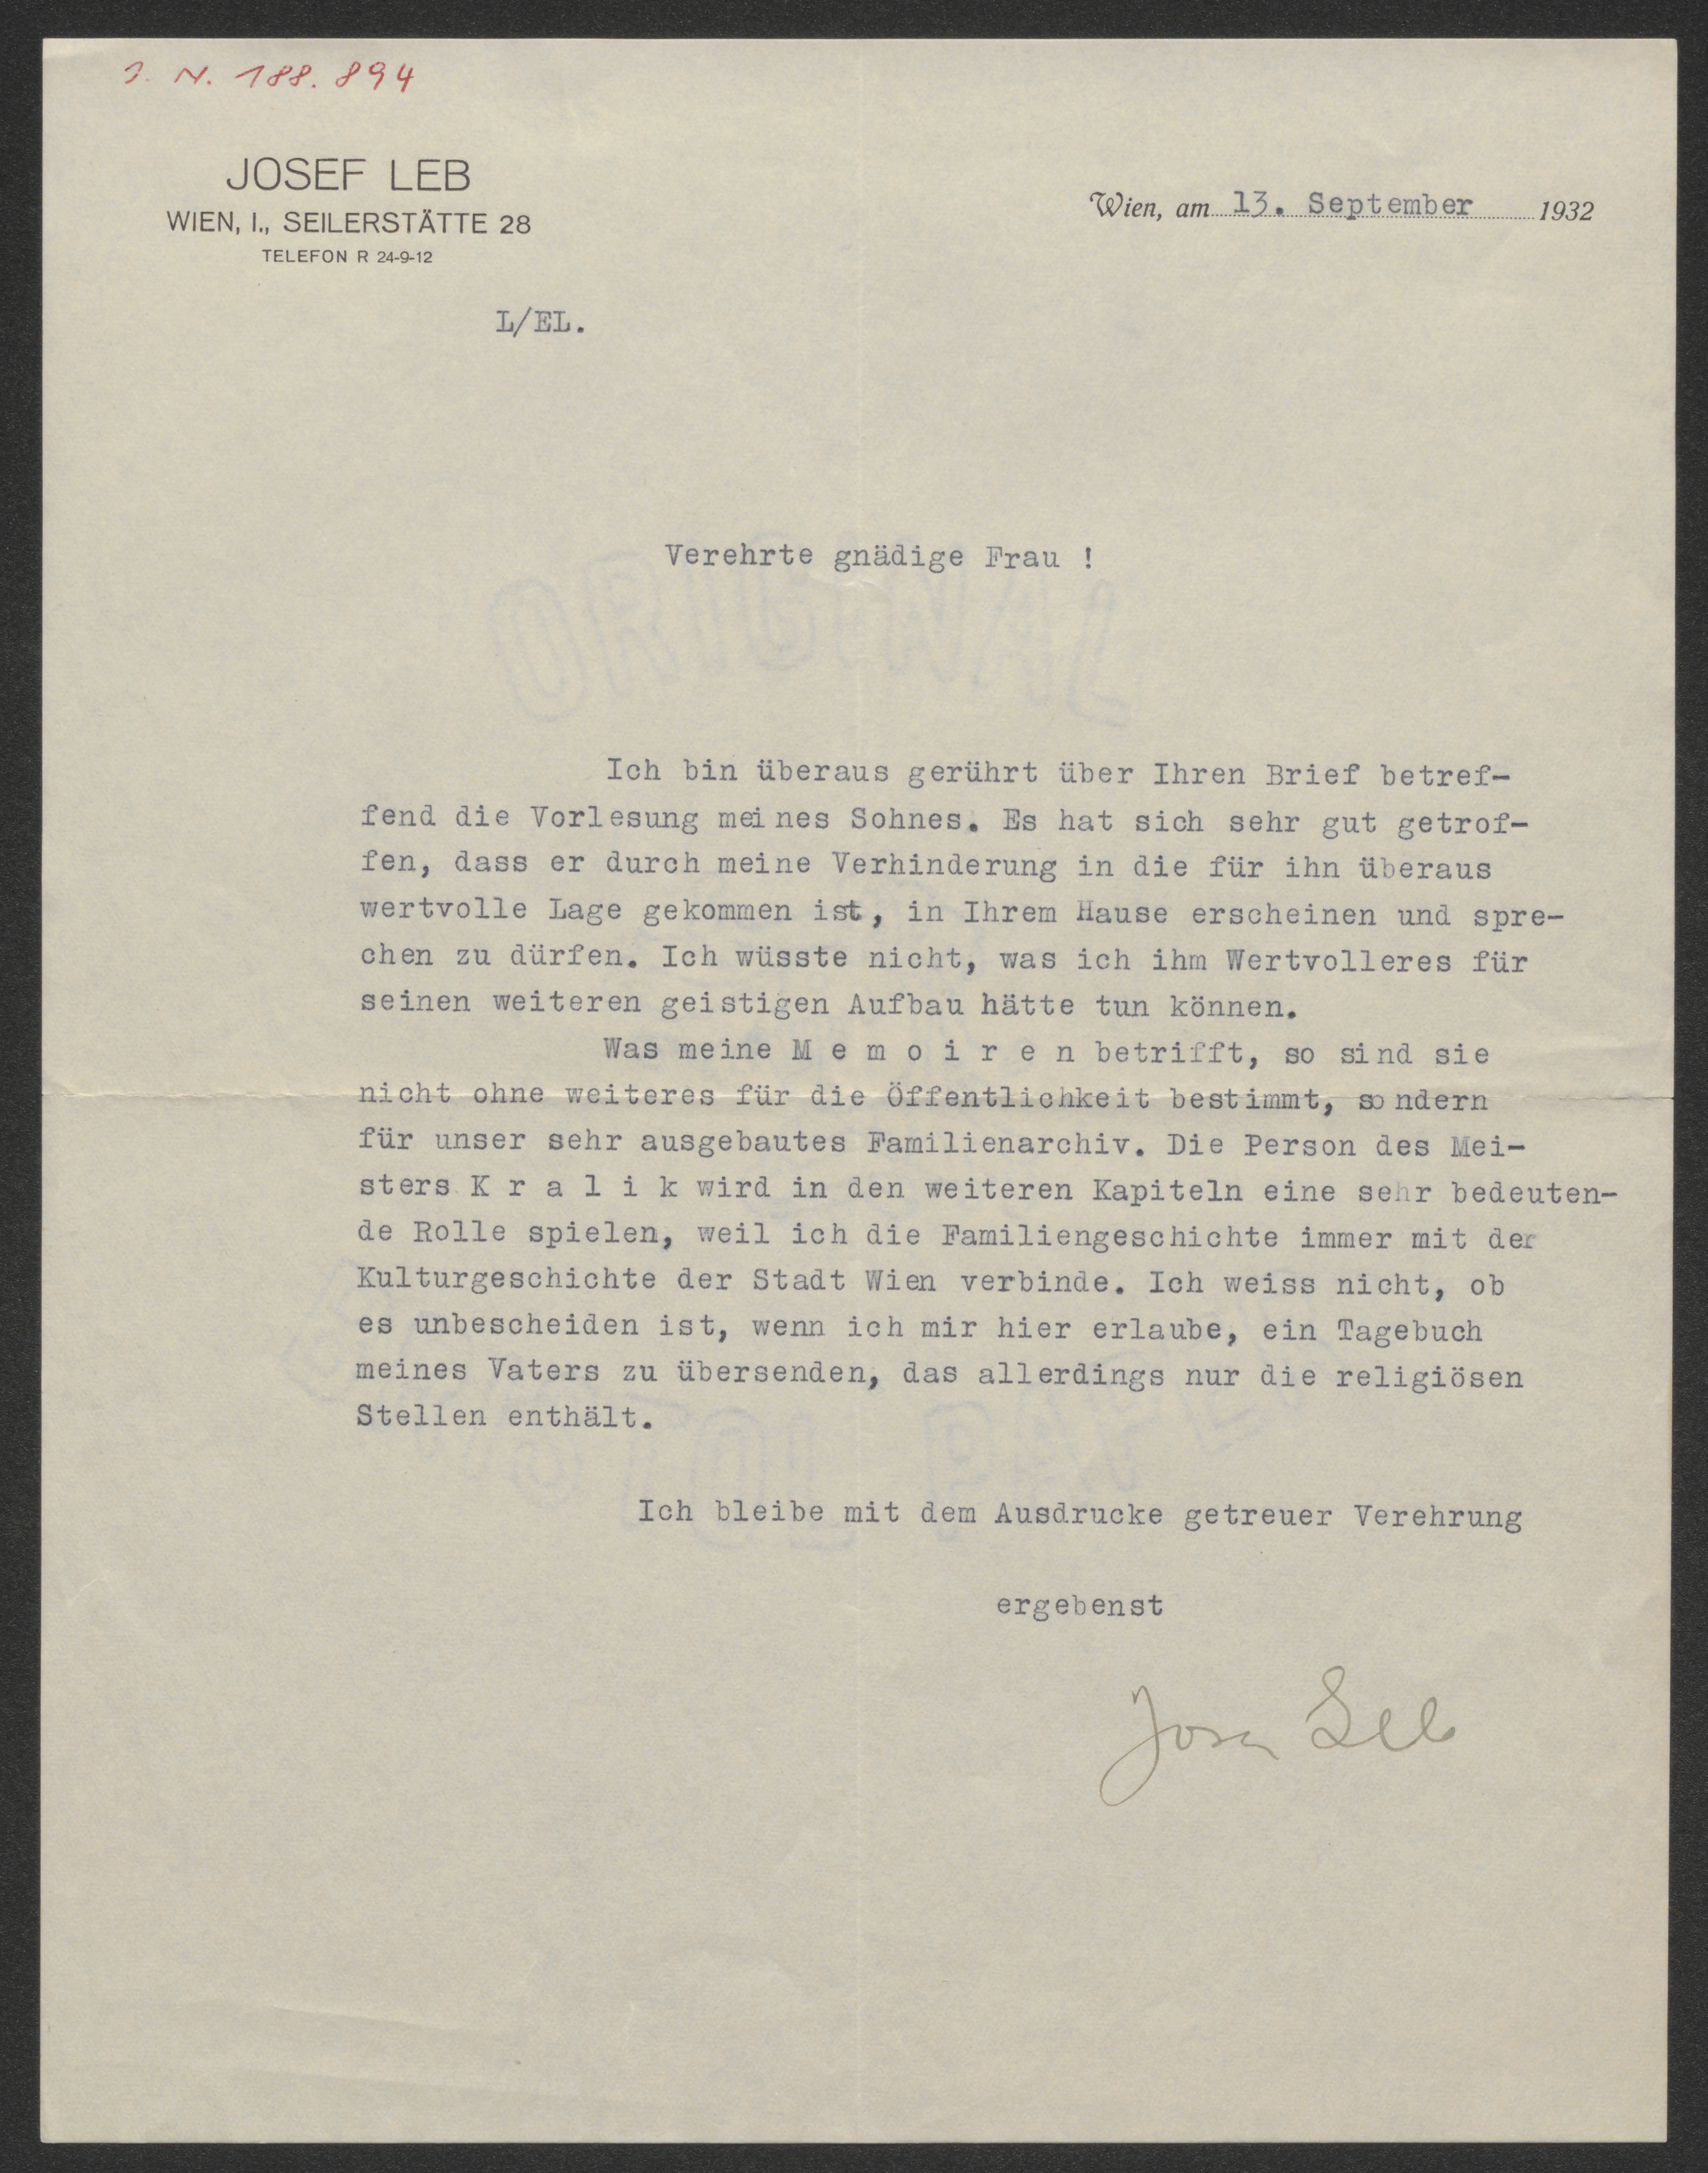 J. N. 188.894
JOSEF LEB
WIEN, I., SEILERSTÄTTE 28
TELEFON R 24-9-12
Wien, am 13. September 1932
L/EL.
Verehrte gnädige Frau !
Ich bin überaus gerührt über Ihren Brief betref-
fend die Vorlesung meines Sohnes. Es hat sich sehr gut getrof-
fen, dass er durch meine Verhinderung in die für ihn überaus
wertvolle Lage gekommen ist, in Ihrem Hause erscheinen und spre-
chen zu dürfen. Ich wüsste nicht, was ich ihm Wertvolleres für
seinen weiteren geistigen Aufbau hätte tun können.
Was meine M e m o i r e n betrifft, so sind sie
nicht ohne weiteres für die Öffentlichkeit bestimmt, sondern
für unser sehr ausgebautes Familienarchiv. Die Person des Mei-
sters K r a l i k wird in den weiteren Kapiteln eine sehr bedeuten-
de Rolle spielen, weil ich die Familiengeschichte immer mit der
Kulturgeschichte der Stadt Wien verbinde. Ich weiss nicht, ob
es unbescheiden ist, wenn ich mir hier erlaube, ein Tagebuch
meines Vaters zu übersenden, das allerdings nur die religiösen
Stellen enthält.
Ich bleibe mit dem Ausdrucke getreuer Verehrung
ergebenst
Josef Leb